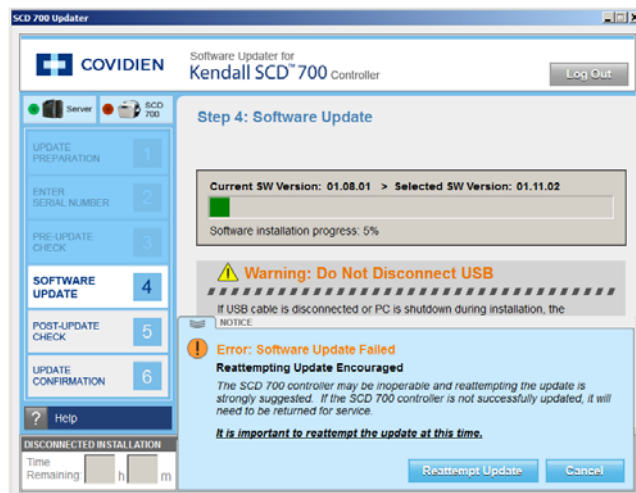 SCD 700 Updater
COVIDIEN
Software Updater for
Kendall SCD™ 700 Controller
Log Out
Server
SCD
700
UPDATE
PREPARATION
1
ENTER
SERIAL NUMBER
2
PRE-UPDATE
CHECK
3
SOFTWARE
UPDATE
4
POST-UPDATE
CHECK
5
UPDATE
CONFIRMATION
6
? Help
DISCONNECTED INSTALLATION
Time
Remaining: h m
Step 4: Software Update
Current SW Version: 01.08.01 > Selected SW Version: 01.11.02
Software installation progress: 5%
Warning: Do Not Disconnect USB
If USB cable is disconnected or PC is shutdown during installation, the
NOTICE
Error: Software Update Failed
Reattempting Update Encouraged
The SCD 700 controller may be inoperable and reattempting the update is
strongly suggested. If the SCD 700 controller is not successfully updated, it will
need to be returned for service.
It is important to reattempt the update at this time.
Reattempt Update
Cancel